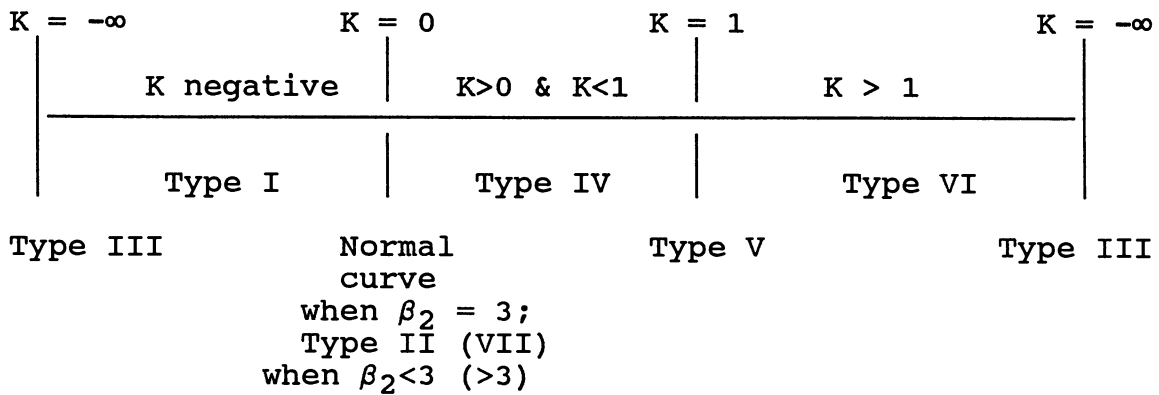 K = -∞ K = 0 K = 1 K = -∞
K negative K>0 & K<1 K > 1
Type I Type IV Type VI
Type III Normal Type V Type III
curve
when β₂ = 3;
Type II (VII)
when β₂<3 (>3)